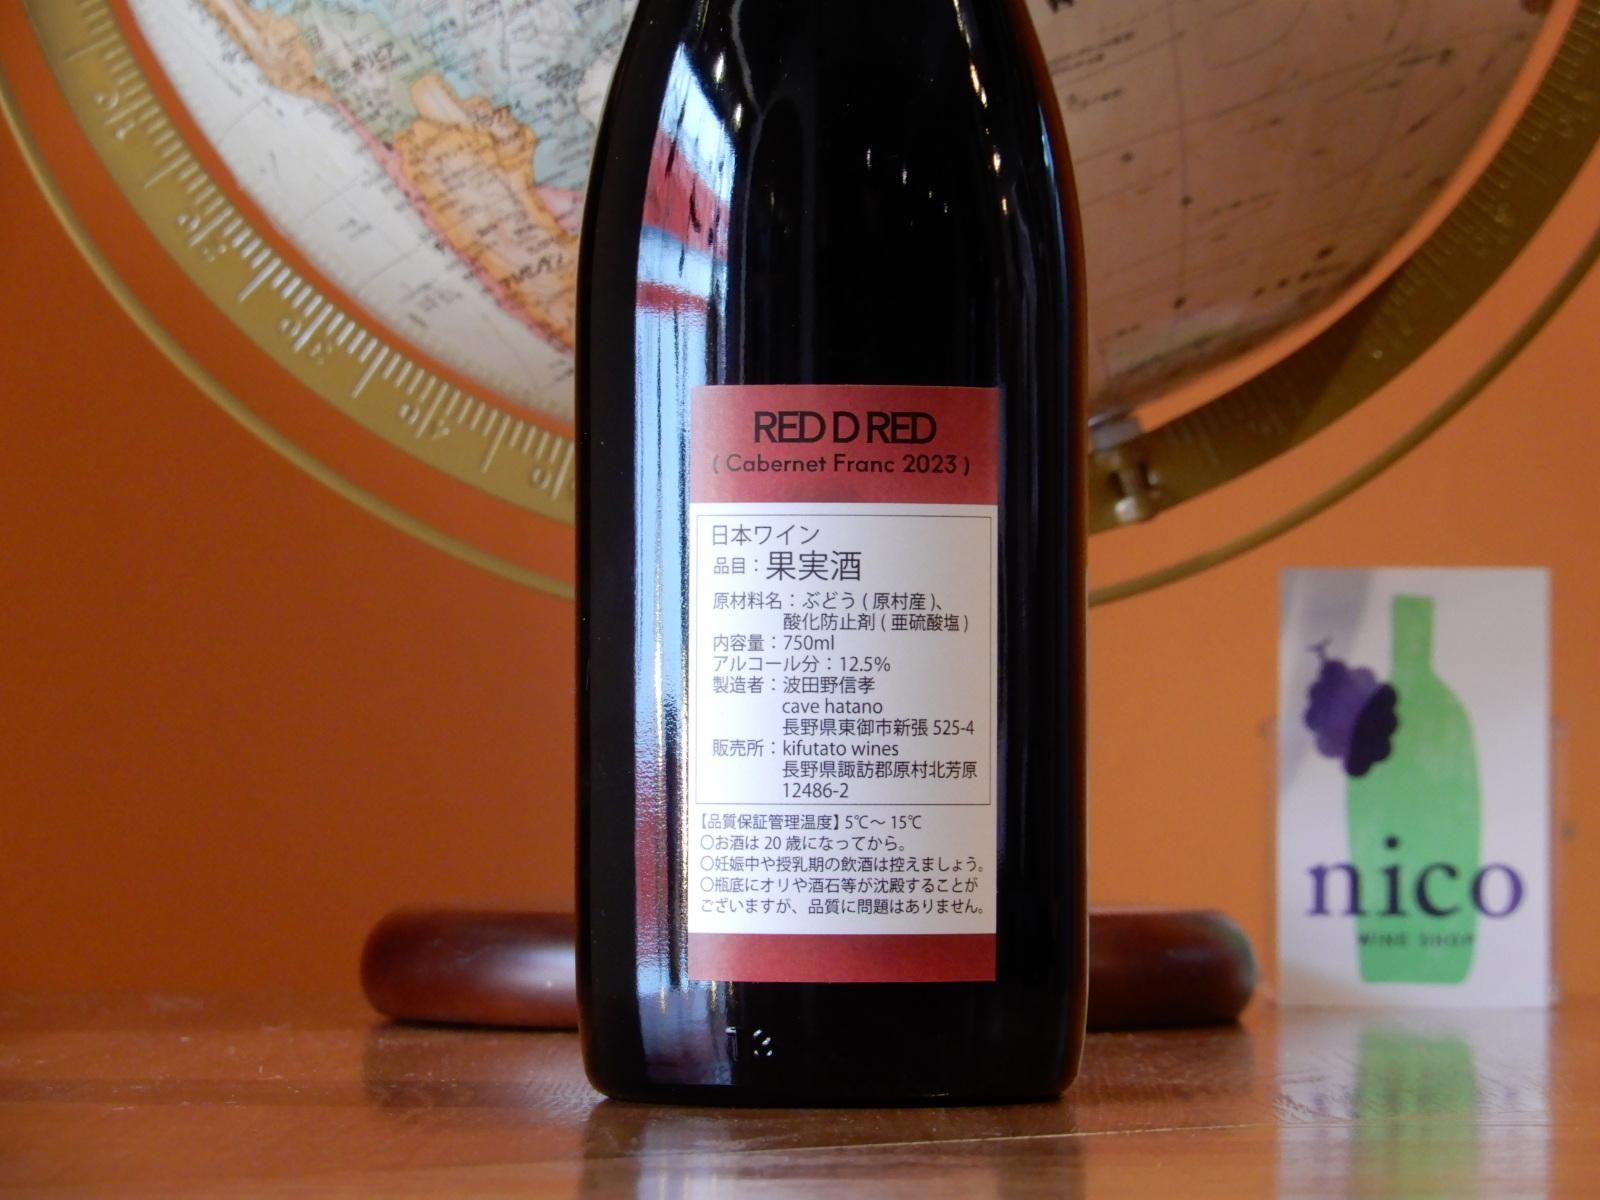 RED D RED
( Cabernet Franc 2023 )
日本ワイン
品目：果実酒
原材料名：ぶどう ( 原村産 )、
酸化防止剤 ( 亜硫酸塩 )
内容量：750ml
アルコール分：12.5%
製造者：波田野信孝
cave hatano
長野県東御市新張 525-4
販売所：kifutato wines
長野県諏訪郡原村北芳原
12486-2
【品質保証管理温度】5℃～ 15℃
〇お酒は 20 歳になってから。
〇妊娠中や授乳期の飲酒は控えましょう。
〇瓶底にオリや酒石等が沈殿することが
ございますが、品質に問題はありません。
nico
WINE SHOP